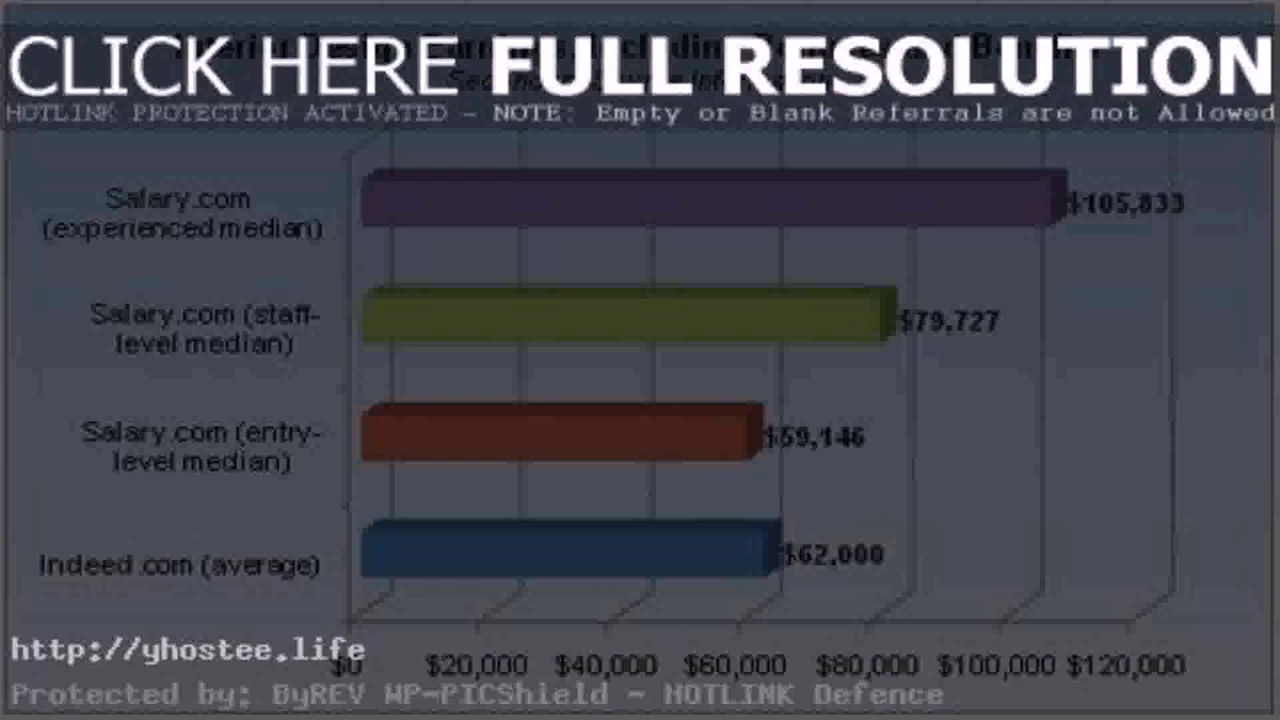 CLICK HERE FULL RESOLUTION
HOTLINK PROTECTION ACTIVATED - NOTE: Empty or Blank Referrals are not Allowed
Salary.com
(experienced median)
$105,833
Salary.com (staff-
level median)
$79,727
Salary.com (entry-
level median)
$59,146
Indeed.com (average)
$62,000
http://yhostee.life
$0 $20,000 $40,000 $60,000 $80,000 $100,000 $120,000
Protected by: ByREV WP-PICShield - HOTLINK Defence